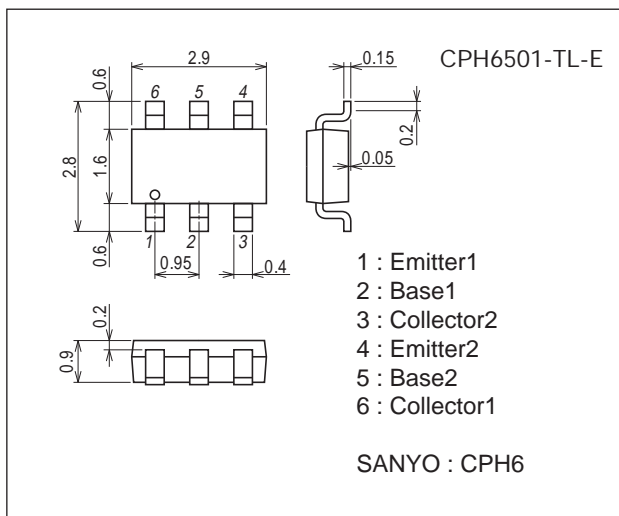 CPH6501-TL-E
2.9
0.15
0.6
6 5 4
0.2
2.8
1.6
0.05
0.6
1 2 3
0.95
0.4
0.2
0.9
1 : Emitter1
2 : Base1
3 : Collector2
4 : Emitter2
5 : Base2
6 : Collector1
SANYO : CPH6